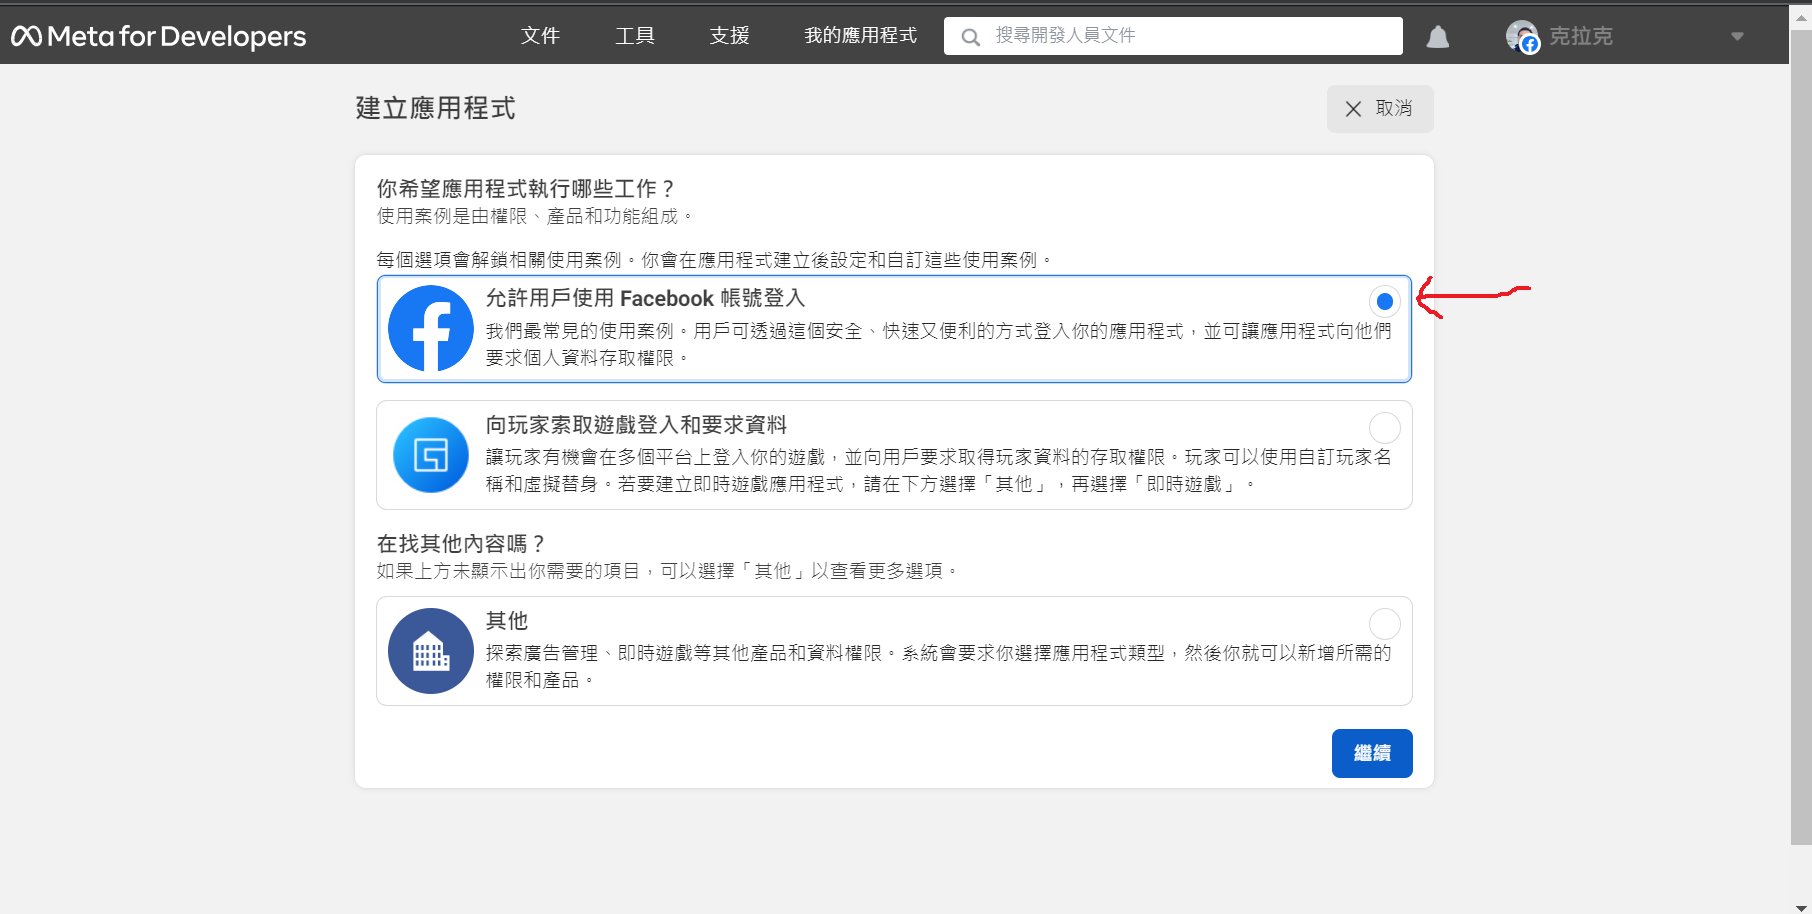 Meta for Developers
文件
工具
支援
我的應用程式
搜尋開發人員文件
克拉克
建立應用程式
取消
你希望應用程式執行哪些工作？
使用案例是由權限、產品和功能組成。
每個選項會解鎖相關使用案例。你會在應用程式建立後設定和自訂這些使用案例。
允許用戶使用 Facebook 帳號登入
我們最常見的使用案例。用戶可透過這個安全、快速又便利的方式登入你的應用程式，並可讓應用程式向他們
要求個人資料存取權限。
向玩家索取遊戲登入和要求資料
讓玩家有機會在多個平台上登入你的遊戲，並向用戶要求取得玩家資料的存取權限。玩家可以使用自訂玩家名
稱和虛擬替身。若要建立即時遊戲應用程式，請在下方選擇「其他」，再選擇「即時遊戲」。
在找其他內容嗎？
如果上方未顯示出你需要的項目，可以選擇「其他」以查看更多選項。
其他
探索廣告管理、即時遊戲等其他產品和資料權限。系統會要求你選擇應用程式類型，然後你就可以新增所需的
權限和產品。
繼續